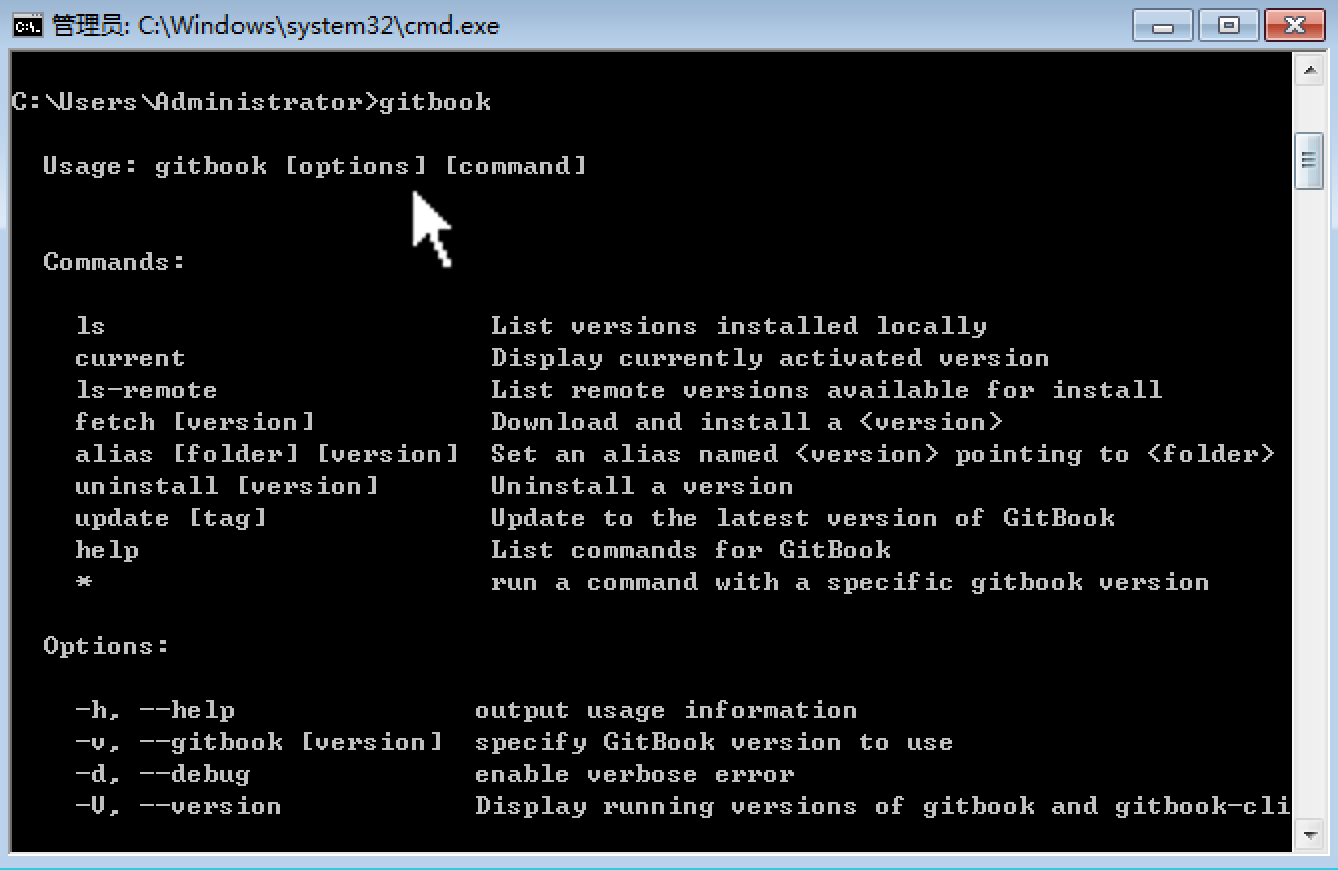 管理员: C:\Windows\system32\cmd.exe
C:\Users\Administrator>gitbook
Usage: gitbook [options] [command]
Commands:
ls List versions installed locally
current Display currently activated version
ls-remote List remote versions available for install
fetch [version] Download and install a <version>
alias [folder] [version] Set an alias named <version> pointing to <folder>
uninstall [version] Uninstall a version
update [tag] Update to the latest version of GitBook
help List commands for GitBook
* run a command with a specific gitbook version
Options:
-h, --help output usage information
-v, --gitbook [version] specify GitBook version to use
-d, --debug enable verbose error
-V, --version Display running versions of gitbook and gitbook-cli